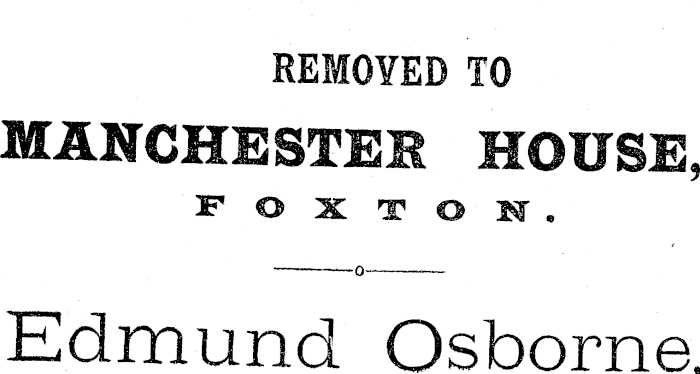 REMOVED TO
MANCHESTER HOUSE,
FOXTON.
Edmund Osborne,